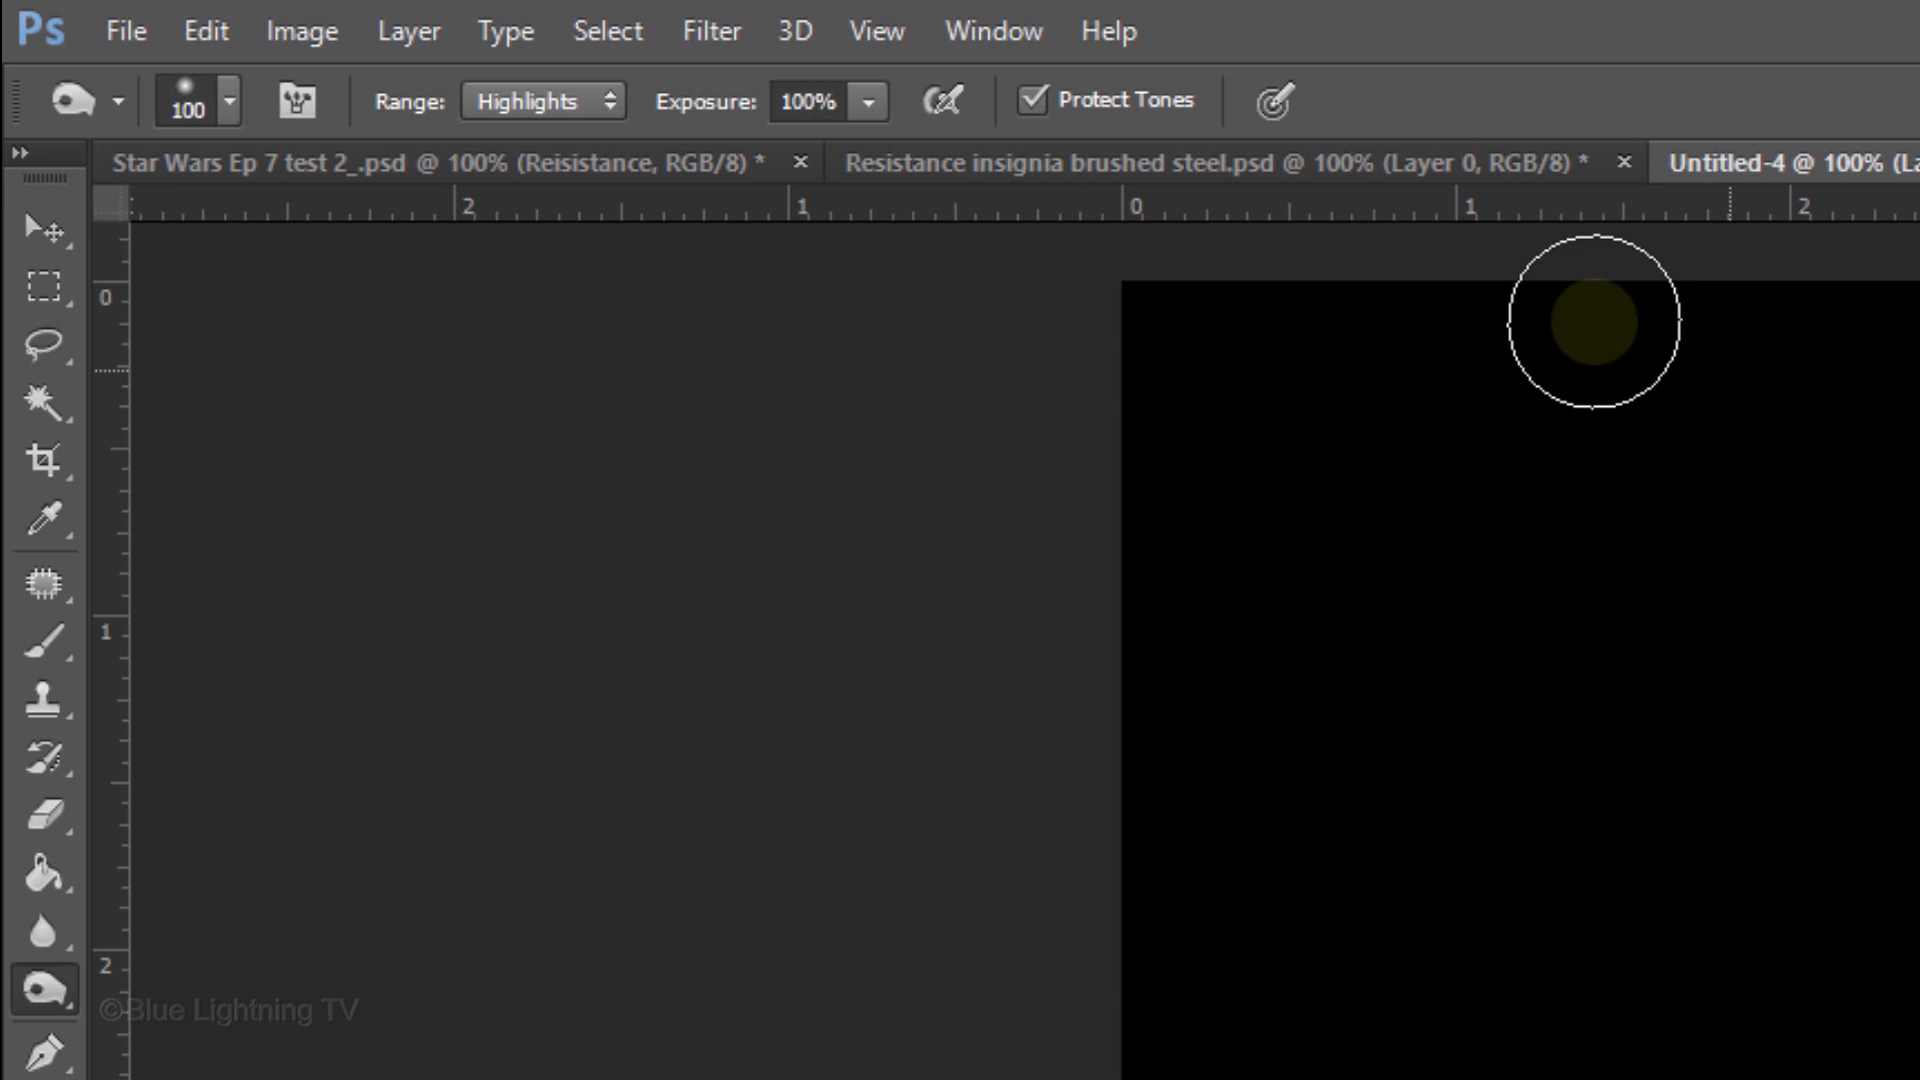 Ps File Edit Image Layer Type Select Filter 3D View Window Help
100 Range: Highlights Exposure: 100% Protect Tones
Star Wars Ep 7 test 2_.psd @ 100% (Reisistance, RGB/8) * × Resistance insignia brushed steel.psd @ 100% (Layer 0, RGB/8) * × Untitled-4 @ 100% (La
2 1 0 1 2
0
1
2
©Blue Lightning TV